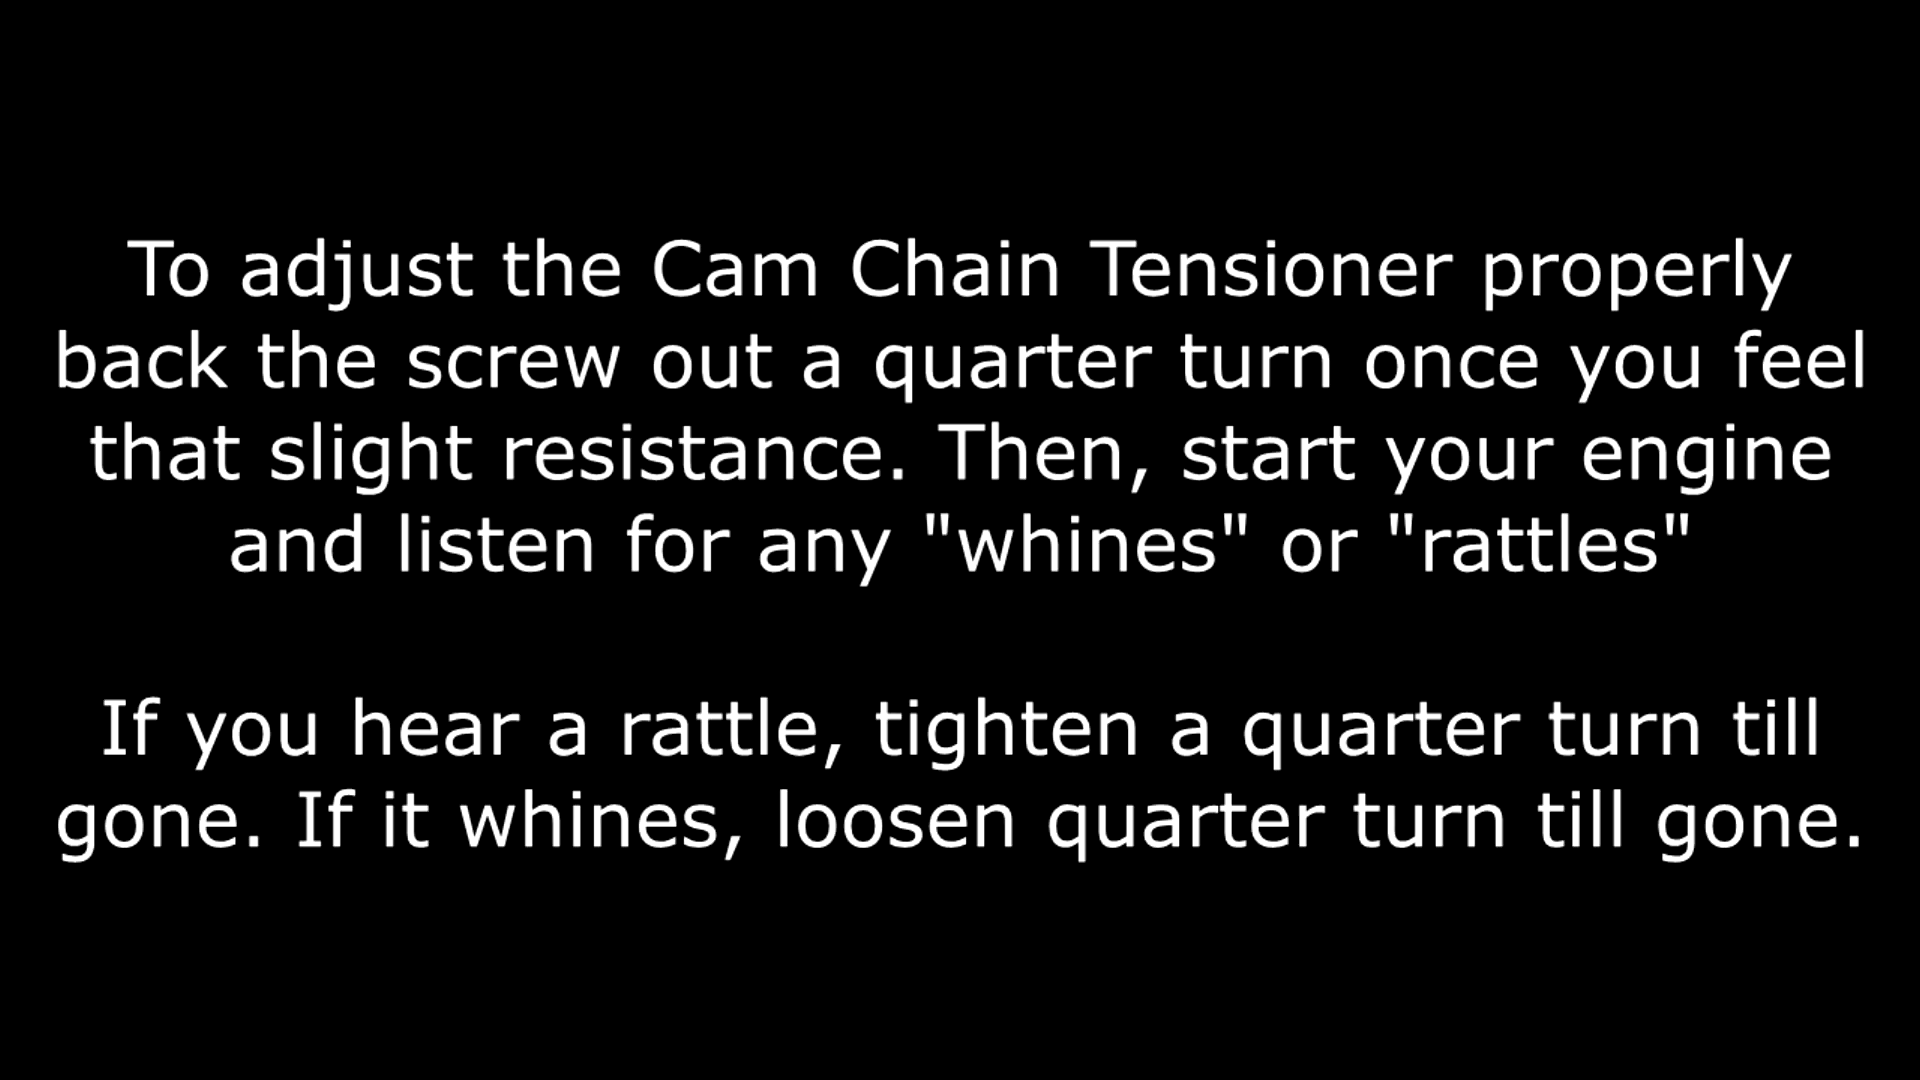 To adjust the Cam Chain Tensioner properly
back the screw out a quarter turn once you feel
that slight resistance. Then, start your engine
and listen for any "whines" or "rattles"
If you hear a rattle, tighten a quarter turn till
gone. If it whines, loosen quarter turn till gone.